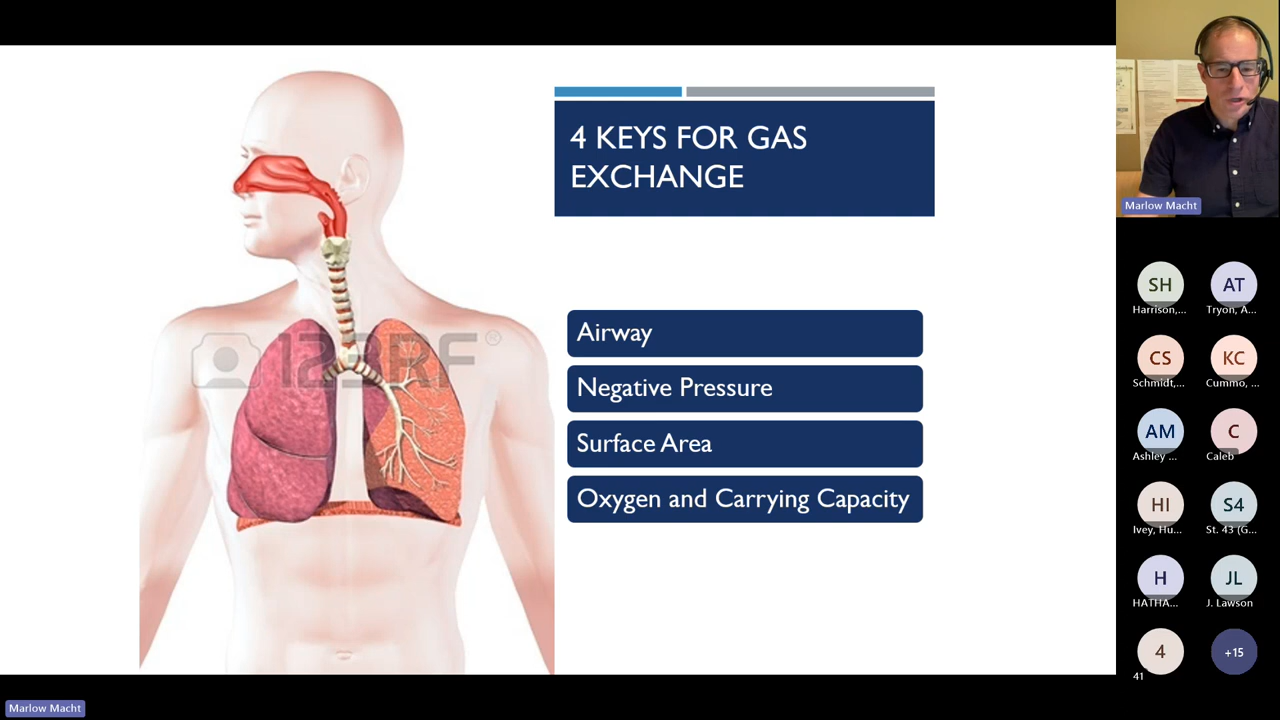 4 KEYS FOR GAS
EXCHANGE
Airway
Negative Pressure
Surface Area
Oxygen and Carrying Capacity
123RF®
Marlow Macht
SH
Harrison,...
AT
Tryon, A...
CS
Schmidt,...
KC
Cummo, ...
AM
Ashley ...
C
Caleb
HI
Ivey, Hu...
S4
St. 43 (G...
H
HATHA...
JL
J. Lawson
4
41
+15
Marlow Macht